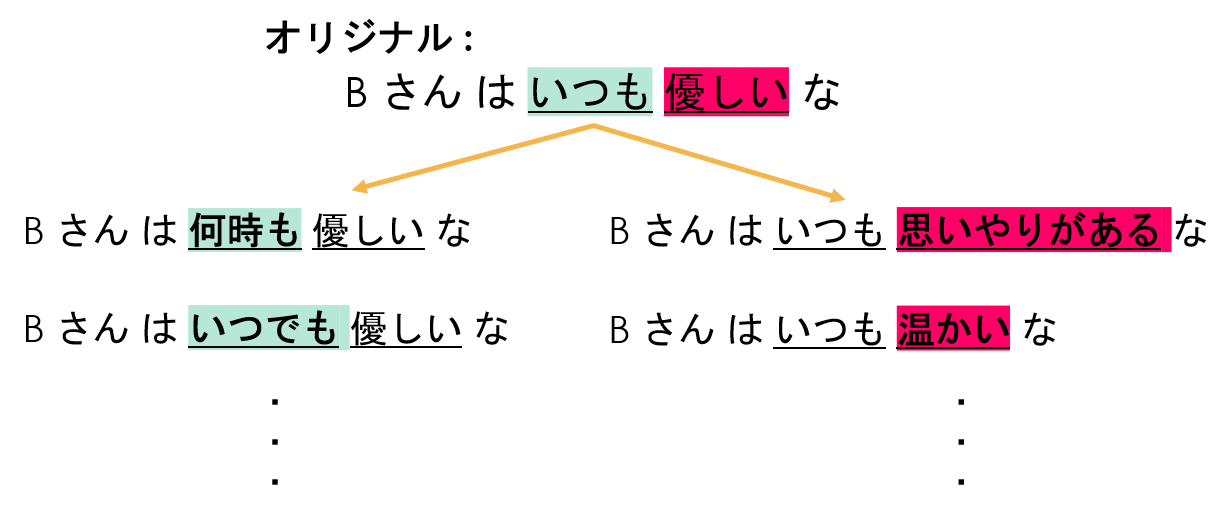 オリジナル :
B さん は いつも 優しい な
B さん は 何時も 優しい な
B さん は いつでも 優しい な
B さん は いつも 思いやりがある な
B さん は いつも 温かい な